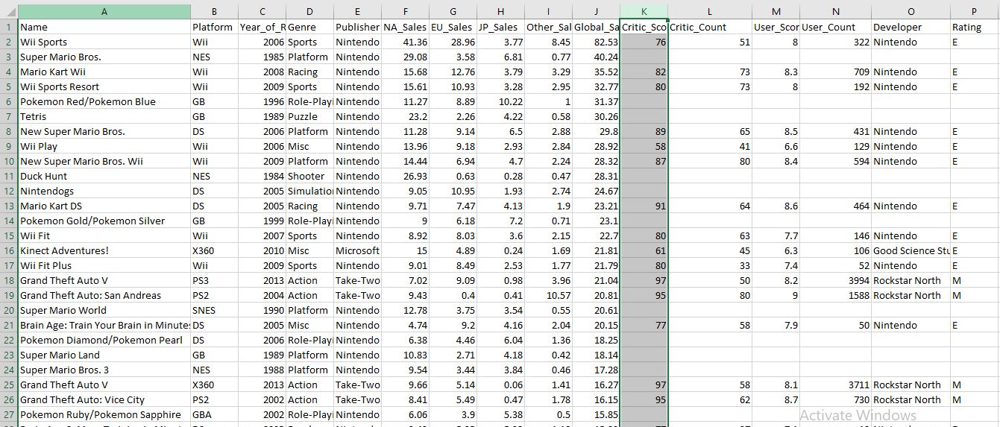 A B C D E F G H I J K L M N O P
1 Name Platform Year_of_R Genre Publisher NA_Sales EU_Sales JP_Sales Other_Sal Global_Sa Critic_Sco Critic_Count User_Scor User_Count Developer Rating
2 Wii Sports Wii 2006 Sports Nintendo 41.36 28.96 3.77 8.45 82.53 76 51 8 322 Nintendo E
3 Super Mario Bros. NES 1985 Platform Nintendo 29.08 3.58 6.81 0.77 40.24
4 Mario Kart Wii Wii 2008 Racing Nintendo 15.68 12.76 3.79 3.29 35.52 82 73 8.3 709 Nintendo E
5 Wii Sports Resort Wii 2009 Sports Nintendo 15.61 10.93 3.28 2.95 32.77 80 73 8 192 Nintendo E
6 Pokemon Red/Pokemon Blue GB 1996 Role-Playi Nintendo 11.27 8.89 10.22 1 31.37
7 Tetris GB 1989 Puzzle Nintendo 23.2 2.26 4.22 0.58 30.26
8 New Super Mario Bros. DS 2006 Platform Nintendo 11.28 9.14 6.5 2.88 29.8 89 65 8.5 431 Nintendo E
9 Wii Play Wii 2006 Misc Nintendo 13.96 9.18 2.93 2.84 28.92 58 41 6.6 129 Nintendo E
10 New Super Mario Bros. Wii Wii 2009 Platform Nintendo 14.44 6.94 4.7 2.24 28.32 87 80 8.4 594 Nintendo E
11 Duck Hunt NES 1984 Shooter Nintendo 26.93 0.63 0.28 0.47 28.31
12 Nintendogs DS 2005 Simulatio Nintendo 9.05 10.95 1.93 2.74 24.67
13 Mario Kart DS DS 2005 Racing Nintendo 9.71 7.47 4.13 1.9 23.21 91 64 8.6 464 Nintendo E
14 Pokemon Gold/Pokemon Silver GB 1999 Role-Playi Nintendo 9 6.18 7.2 0.71 23.1
15 Wii Fit Wii 2007 Sports Nintendo 8.92 8.03 3.6 2.15 22.7 80 63 7.7 146 Nintendo E
16 Kinect Adventures! X360 2010 Misc Microsoft 15 4.89 0.24 1.69 21.81 61 45 6.3 106 Good Science Stu E
17 Wii Fit Plus Wii 2009 Sports Nintendo 9.01 8.49 2.53 1.77 21.79 80 33 7.4 52 Nintendo E
18 Grand Theft Auto V PS3 2013 Action Take-Two 7.02 9.09 0.98 3.96 21.04 97 50 8.2 3994 Rockstar North M
19 Grand Theft Auto: San Andreas PS2 2004 Action Take-Two 9.43 0.4 0.41 10.57 20.81 95 80 9 1588 Rockstar North M
20 Super Mario World SNES 1990 Platform Nintendo 12.78 3.75 3.54 0.55 20.61
21 Brain Age: Train Your Brain in Minutes DS 2005 Misc Nintendo 4.74 9.2 4.16 2.04 20.15 77 58 7.9 50 Nintendo E
22 Pokemon Diamond/Pokemon Pearl DS 2006 Role-Playi Nintendo 6.38 4.46 6.04 1.36 18.25
23 Super Mario Land GB 1989 Platform Nintendo 10.83 2.71 4.18 0.42 18.14
24 Super Mario Bros. 3 NES 1988 Platform Nintendo 9.54 3.44 3.84 0.46 17.28
25 Grand Theft Auto V X360 2013 Action Take-Two 9.66 5.14 0.06 1.41 16.27 97 58 8.1 3711 Rockstar North M
26 Grand Theft Auto: Vice City PS2 2002 Action Take-Two 8.41 5.49 0.47 1.78 16.15 95 62 8.7 730 Rockstar North M
27 Pokemon Ruby/Pokemon Sapphire GBA 2002 Role-Playi Nintendo 6.06 3.9 5.38 0.5 15.85
Activate Windows